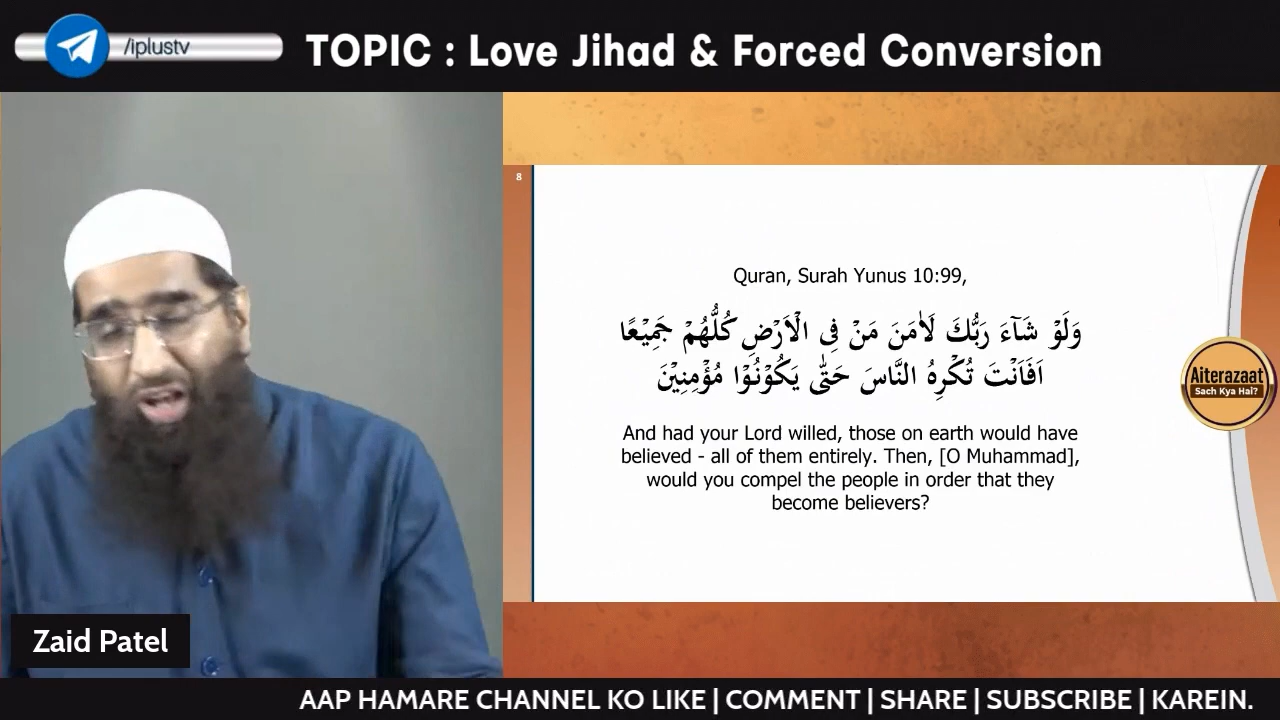 /iplustv
TOPIC : Love Jihad & Forced Conversion
8
Quran, Surah Yunus 10:99,
وَلَوْ شَآءَ رَبُّكَ لَاٰمَنَ مَنْ فِى الْاَرْضِ كُلُّهُمْ جَمِيْعًا
اَفَاَنْتَ تُكْرِهُ النَّاسَ حَتّٰى يَكُوْنُوْا مُؤْمِنِيْنَ
And had your Lord willed, those on earth would have
believed - all of them entirely. Then, [O Muhammad],
would you compel the people in order that they
become believers?
Aiterazaat
Sach Kya Hai?
Zaid Patel
AAP HAMARE CHANNEL KO LIKE | COMMENT | SHARE | SUBSCRIBE | KAREIN.